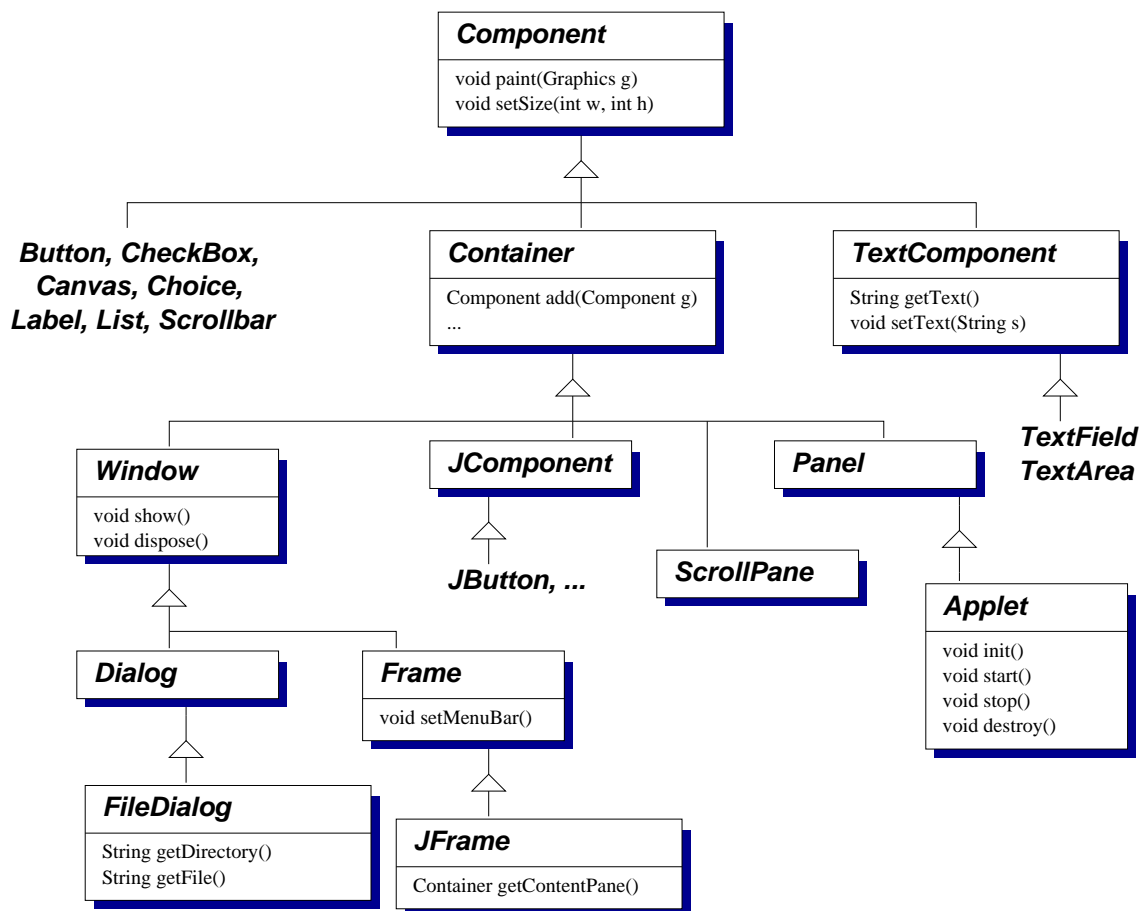 Component
void paint(Graphics g)
void setSize(int w, int h)
Button, CheckBox,
Canvas, Choice,
Label, List, Scrollbar
Container
Component add(Component g)
...
TextComponent
String getText()
void setText(String s)
Window
void show()
void dispose()
JComponent
JButton, ...
ScrollPane
Panel
TextField
TextArea
Applet
void init()
void start()
void stop()
void destroy()
Dialog
Frame
void setMenuBar()
FileDialog
String getDirectory()
String getFile()
JFrame
Container getContentPane()